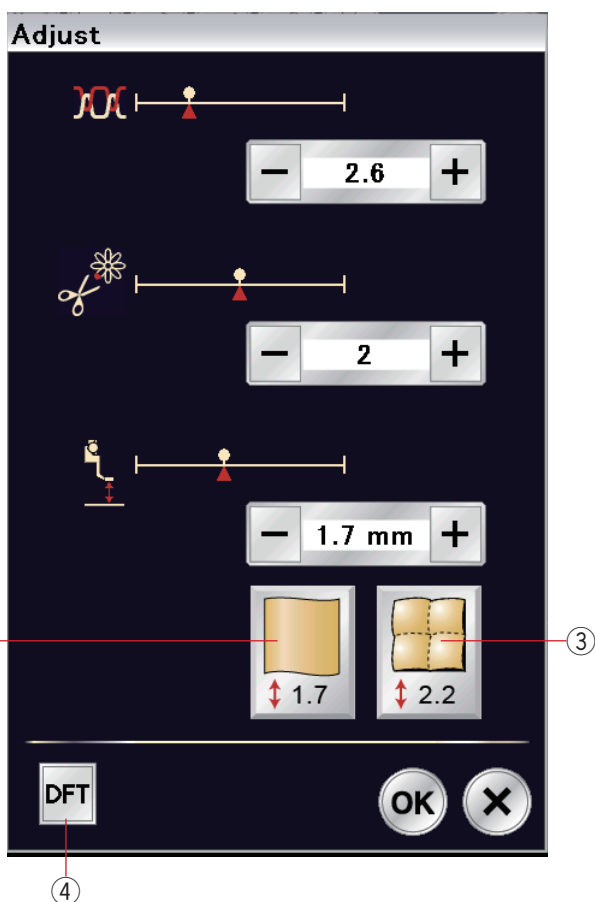 Adjust
− 2.6 +
− 2 +
− 1.7 mm +
③
1.7 2.2
DFT OK ×
④